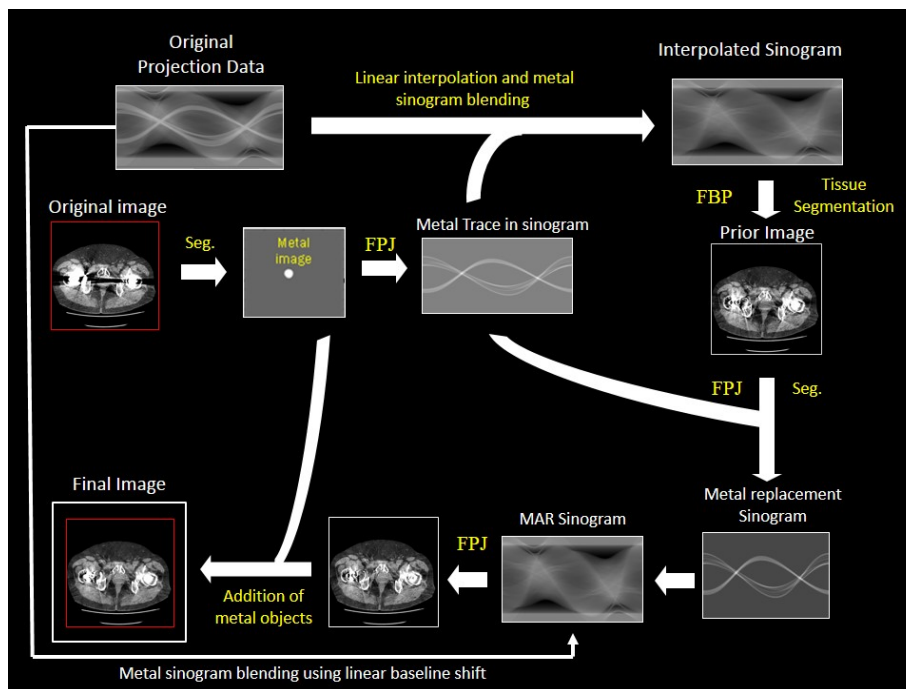 Original
Projection Data
Linear interpolation and metal
sinogram blending
Interpolated Sinogram
FBP
Tissue
Segmentation
Original image
Seg.
Metal
image
FPJ
Metal Trace in sinogram
Prior Image
FPJ
Seg.
Final Image
Addition of
metal objects
FPJ
MAR Sinogram
Metal replacement
Sinogram
Metal sinogram blending using linear baseline shift